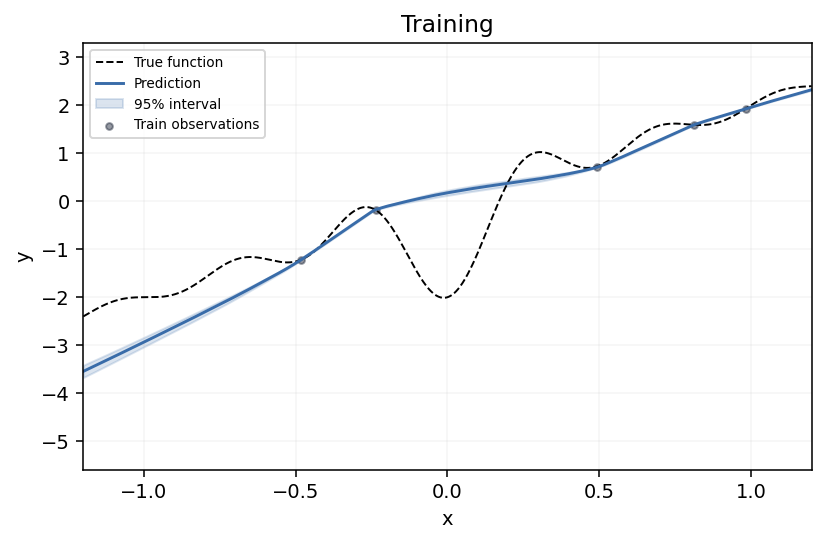 Training
True function
Prediction
95% interval
Train observations
3
2
1
0
−1
−2
−3
−4
−5
y
−1.0 −0.5 0.0 0.5 1.0
x